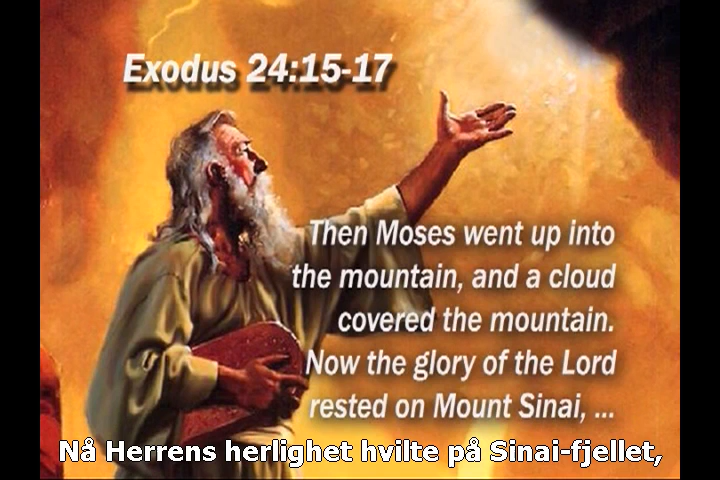 Exodus 24:15-17
Then Moses went up into
the mountain, and a cloud
covered the mountain.
Now the glory of the Lord
rested on Mount Sinai, ...
Nå Herrens herlighet hvilte på Sinai-fjellet,